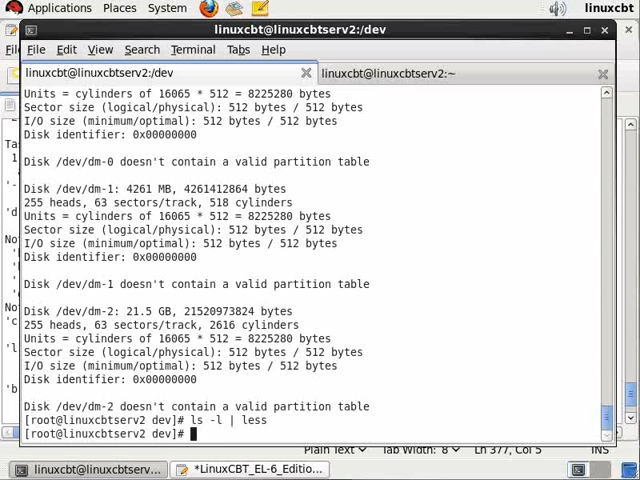 Applications Places System linuxcbt
linuxcbt@linuxcbtserv2:/dev
File Edit View Search Terminal Tabs Help
linuxcbt@linuxcbtserv2:/dev linuxcbt@linuxcbtserv2:~
Units = cylinders of 16065 * 512 = 8225280 bytes
Sector size (logical/physical): 512 bytes / 512 bytes
I/O size (minimum/optimal): 512 bytes / 512 bytes
Disk identifier: 0x00000000
Disk /dev/dm-0 doesn't contain a valid partition table
Disk /dev/dm-1: 4261 MB, 4261412864 bytes
255 heads, 63 sectors/track, 518 cylinders
Units = cylinders of 16065 * 512 = 8225280 bytes
Sector size (logical/physical): 512 bytes / 512 bytes
I/O size (minimum/optimal): 512 bytes / 512 bytes
Disk identifier: 0x00000000
Disk /dev/dm-1 doesn't contain a valid partition table
Disk /dev/dm-2: 21.5 GB, 21520973824 bytes
255 heads, 63 sectors/track, 2616 cylinders
Units = cylinders of 16065 * 512 = 8225280 bytes
Sector size (logical/physical): 512 bytes / 512 bytes
I/O size (minimum/optimal): 512 bytes / 512 bytes
Disk identifier: 0x00000000
Disk /dev/dm-2 doesn't contain a valid partition table
[root@linuxcbtserv2 dev]# ls -l | less
[root@linuxcbtserv2 dev]#
Plain Text Tab Width: 8 Ln 377, Col 5 INS
linuxcbt@linuxcbtserv... *LinuxCBT_EL-6_Editio...